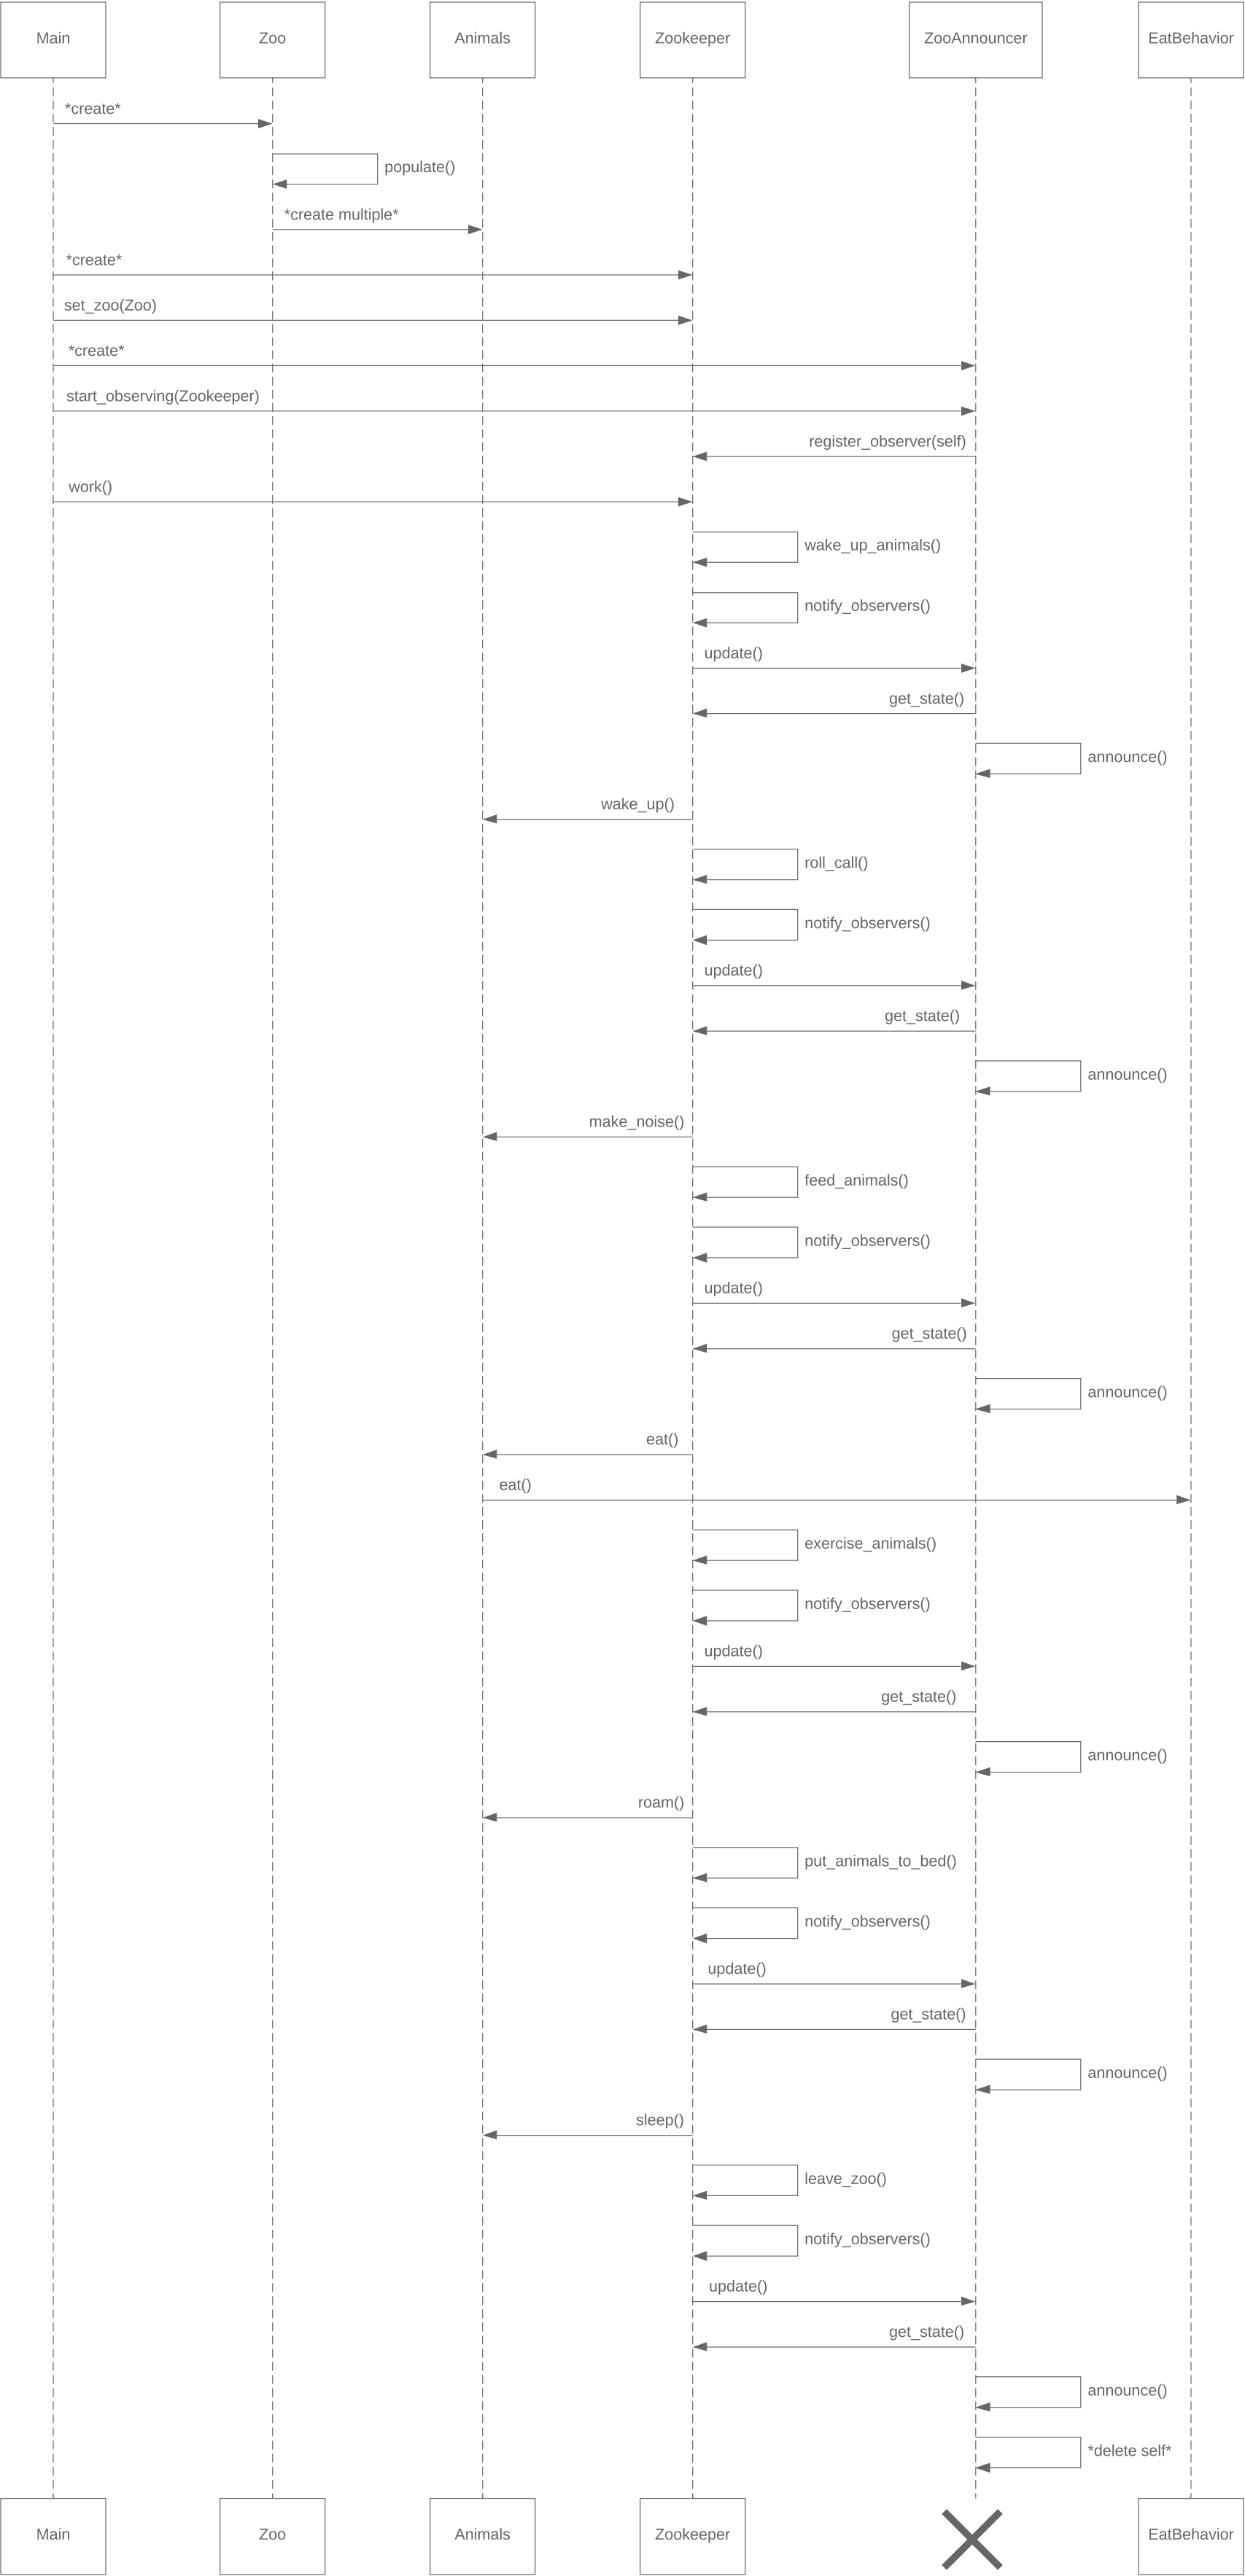 Main
Zoo
Animals
Zookeeper
ZooAnnouncer
EatBehavior
*create*
populate()
*create multiple*
*create*
set_zoo(Zoo)
*create*
start_observing(Zookeeper)
register_observer(self)
work()
wake_up_animals()
notify_observers()
update()
get_state()
announce()
wake_up()
roll_call()
notify_observers()
update()
get_state()
announce()
make_noise()
feed_animals()
notify_observers()
update()
get_state()
announce()
eat()
eat()
exercise_animals()
notify_observers()
update()
get_state()
announce()
roam()
put_animals_to_bed()
notify_observers()
update()
get_state()
announce()
sleep()
leave_zoo()
notify_observers()
update()
get_state()
announce()
*delete self*
Main
Zoo
Animals
Zookeeper
EatBehavior